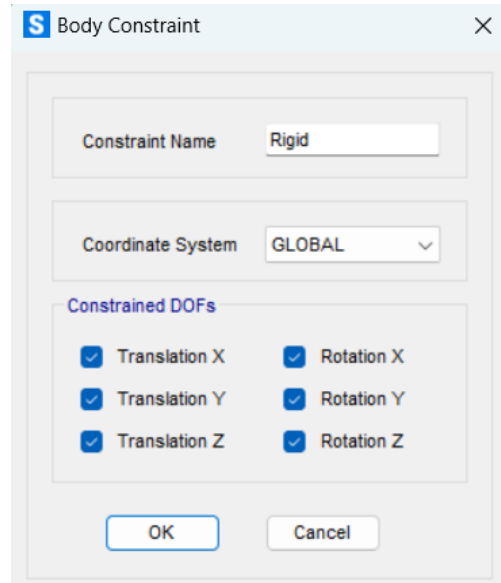 S Body Constraint
Constraint Name Rigid
Coordinate System GLOBAL
Constrained DOFs
Translation X Rotation X
Translation Y Rotation Y
Translation Z Rotation Z
OK Cancel